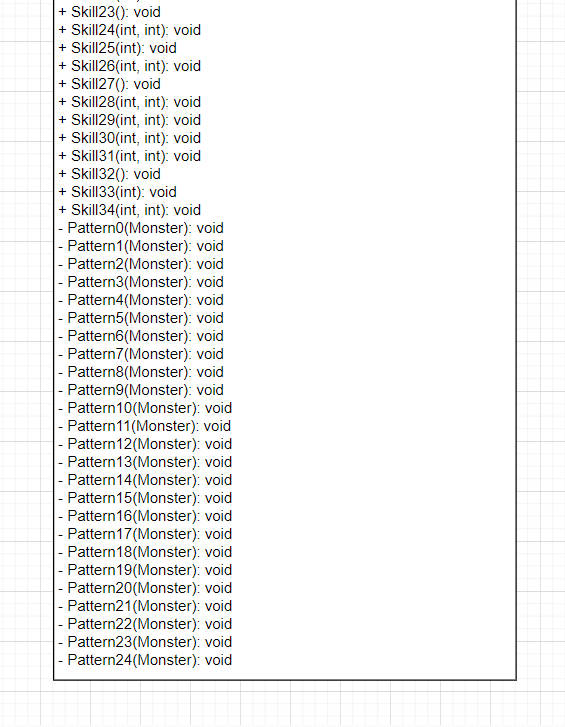 + Skill23(): void
+ Skill24(int, int): void
+ Skill25(int): void
+ Skill26(int, int): void
+ Skill27(): void
+ Skill28(int, int): void
+ Skill29(int, int): void
+ Skill30(int, int): void
+ Skill31(int, int): void
+ Skill32(): void
+ Skill33(int): void
+ Skill34(int, int): void
- Pattern0(Monster): void
- Pattern1(Monster): void
- Pattern2(Monster): void
- Pattern3(Monster): void
- Pattern4(Monster): void
- Pattern5(Monster): void
- Pattern6(Monster): void
- Pattern7(Monster): void
- Pattern8(Monster): void
- Pattern9(Monster): void
- Pattern10(Monster): void
- Pattern11(Monster): void
- Pattern12(Monster): void
- Pattern13(Monster): void
- Pattern14(Monster): void
- Pattern15(Monster): void
- Pattern16(Monster): void
- Pattern17(Monster): void
- Pattern18(Monster): void
- Pattern19(Monster): void
- Pattern20(Monster): void
- Pattern21(Monster): void
- Pattern22(Monster): void
- Pattern23(Monster): void
- Pattern24(Monster): void